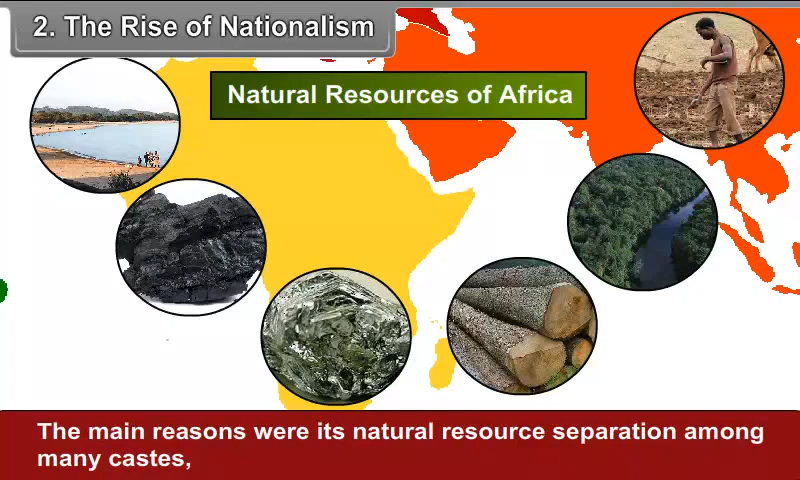 2. The Rise of Nationalism
Natural Resources of Africa
The main reasons were its natural resource separation among
many castes,